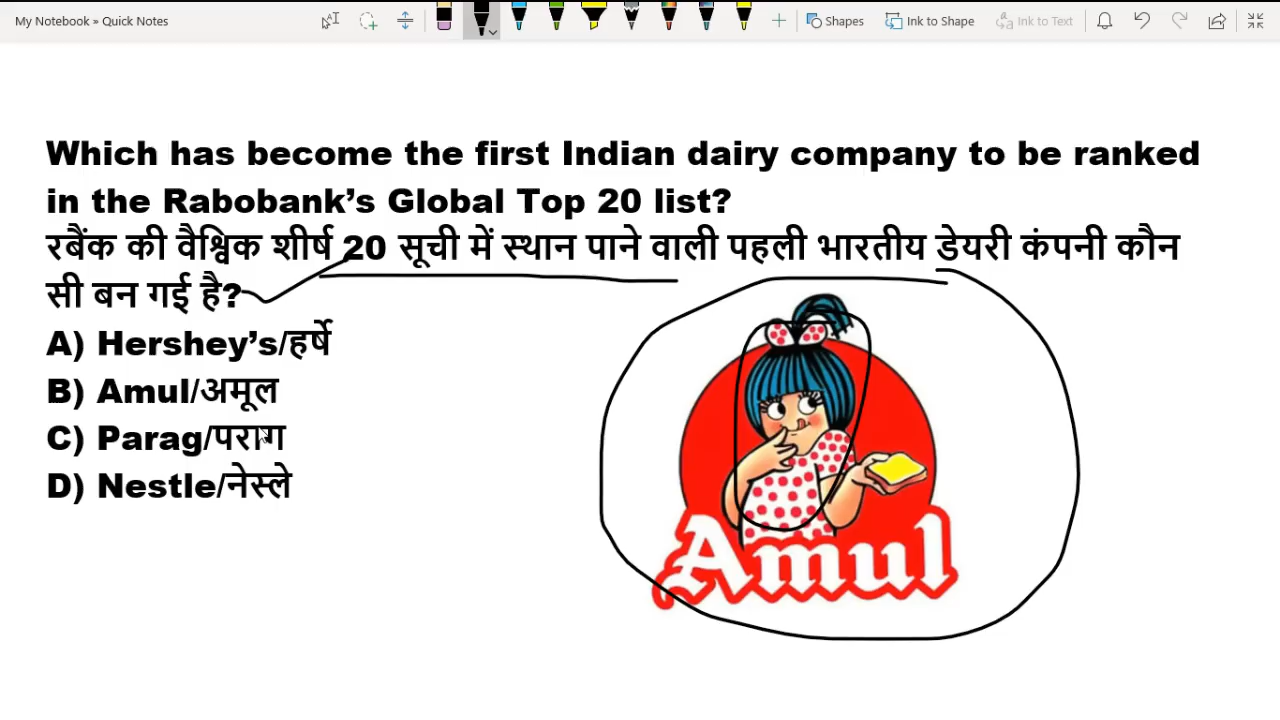 My Notebook » Quick Notes
Shapes
Ink to Shape
Ink to Text
Which has become the first Indian dairy company to be ranked
in the Rabobank’s Global Top 20 list?
रबैंक की वैश्विक शीर्ष 20 सूची में स्थान पाने वाली पहली भारतीय डेयरी कंपनी कौन
सी बन गई है?
A) Hershey’s/हर्षे
B) Amul/अमूल
C) Parag/पराग
D) Nestle/नेस्ले
Amul